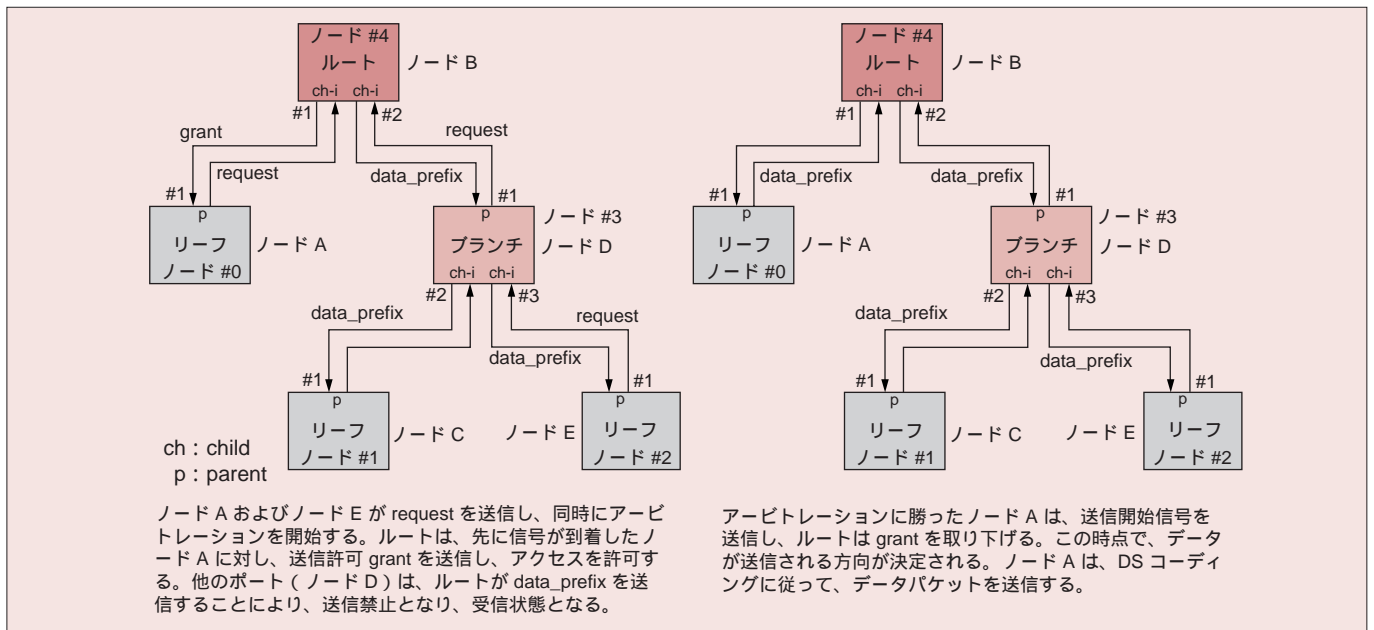 ノード #4
ルート
ノード B
ch-i ch-i
#1
#2
grant
request
request
data_prefix
#1
#1
p
リーフ
ノード #0
ノード A
p
ブランチ
ch-i ch-i
ノード #3
ノード D
#2
#3
data_prefix
request
data_prefix
#1
#1
p
リーフ
ノード #1
ノード C
ノード E
p
リーフ
ノード #2
ch：child
p：parent
ノード A およびノード E が request を送信し、同時にアービ
トレーションを開始する。ルートは、先に信号が到着したノ
ード A に対し、送信許可 grant を送信し、アクセスを許可す
る。他のポート（ノード D）は、ルートが data_prefix を送
信することにより、送信禁止となり、受信状態となる。
ノード #4
ルート
ノード B
ch-i ch-i
#1
#2
data_prefix
data_prefix
#1
#1
p
リーフ
ノード #0
ノード A
p
ブランチ
ch-i ch-i
ノード #3
ノード D
#2
#3
data_prefix
data_prefix
#1
#1
p
リーフ
ノード #1
ノード C
ノード E
p
リーフ
ノード #2
アービトレーションに勝ったノード A は、送信開始信号を
送信し、ルートは grant を取り下げる。この時点で、データ
が送信される方向が決定される。ノード A は、DS コーディ
ングに従って、データパケットを送信する。